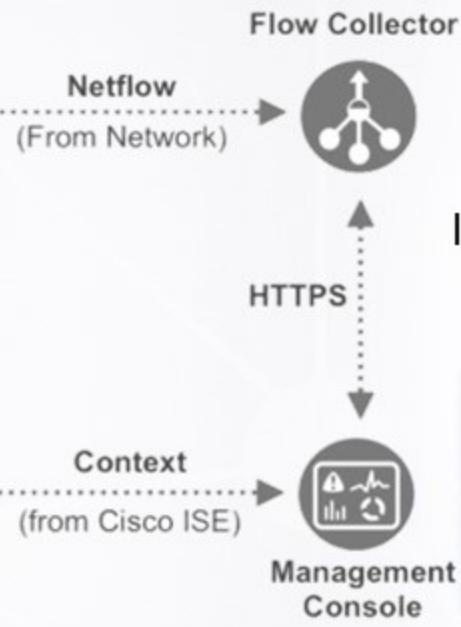 Flow Collector
Netflow
(From Network)
HTTPS
Context
(from Cisco ISE)
Management
Console